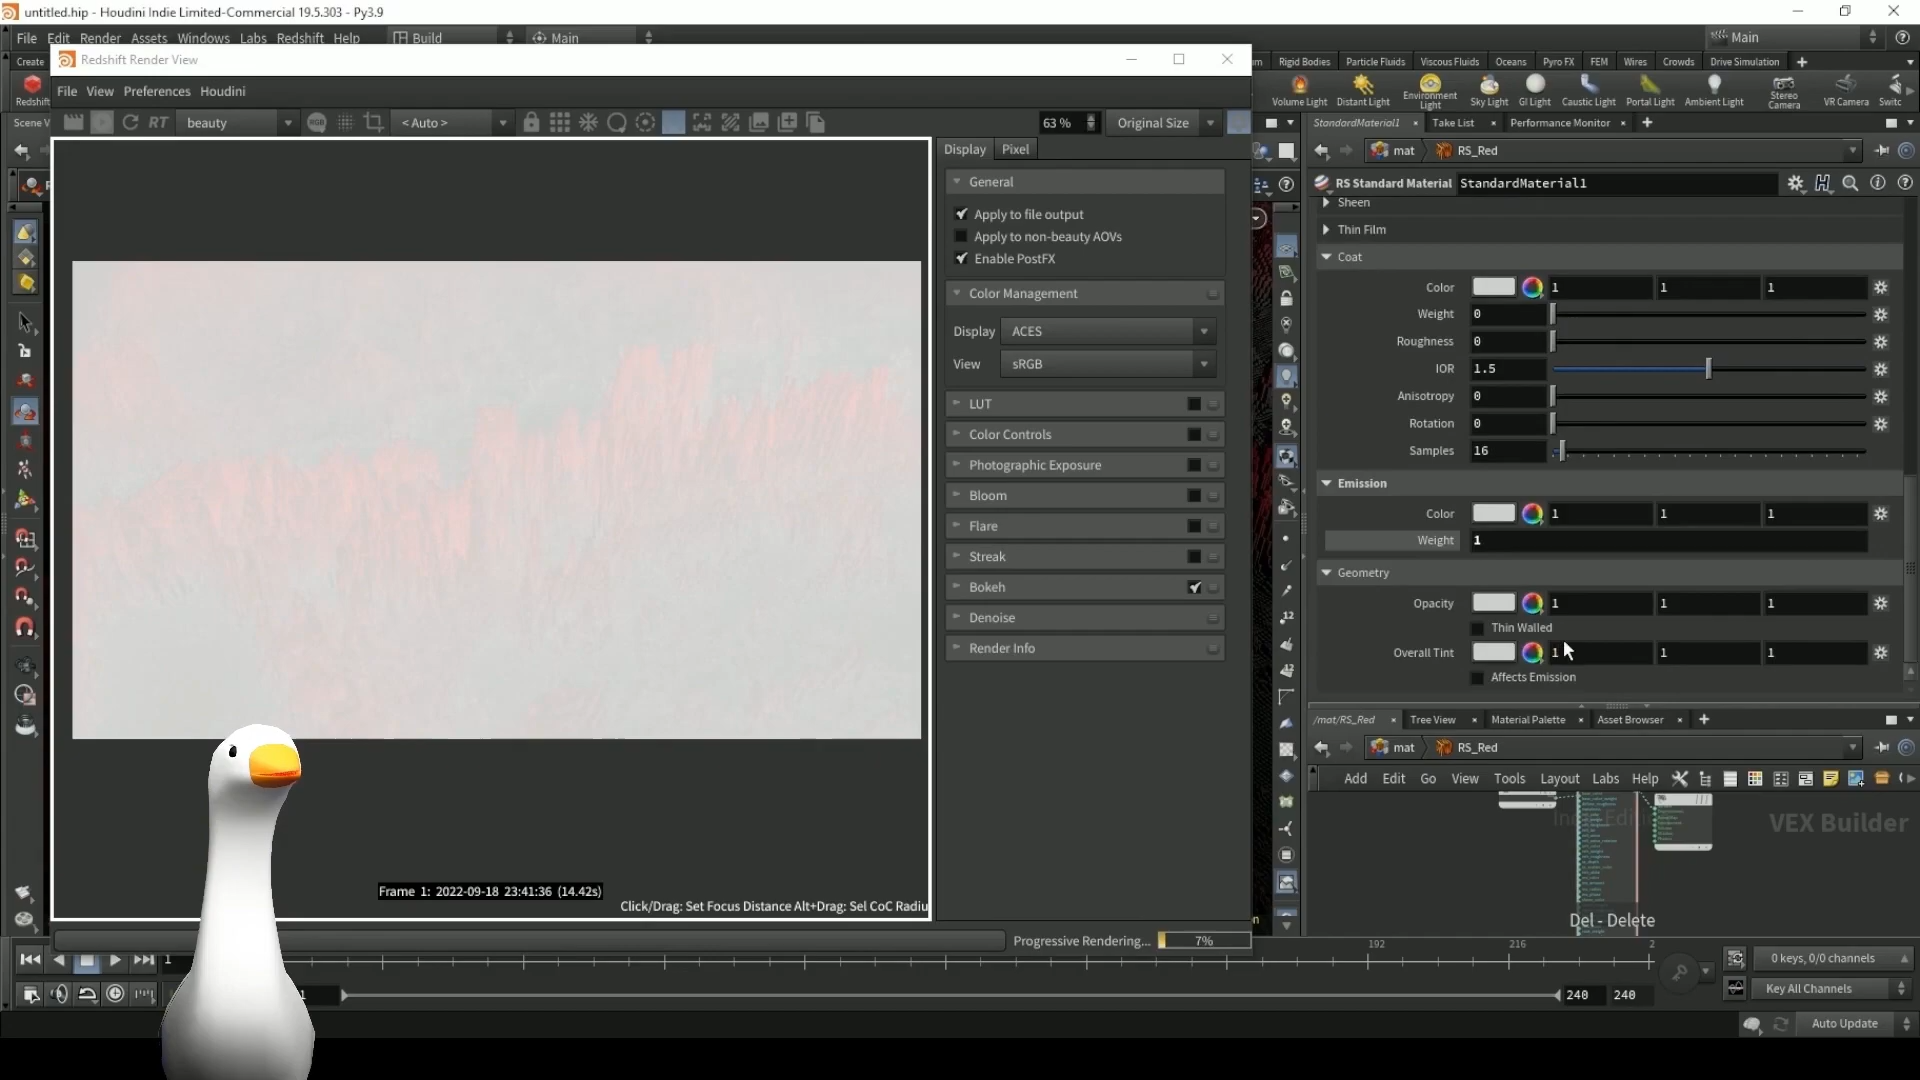 untitled.hip - Houdini Indie Limited-Commercial 19.5.303 - Py3.9
File Edit Render Assets Windows Labs Redshift Help Build Main Main
Redshift Render View
Create Rigid Bodies Particle Fluids Viscous Fluids Oceans Pyro FX FEM Wires Crowds Drive Simulation
File View Preferences Houdini
Redshift Volume Light Distant Light Environment Light Sky Light GI Light Caustic Light Portal Light Ambient Light Stereo Camera VR Camera Switc
Scene V RT beauty < Auto > 63 % Original Size StandardMaterial1 Take List Performance Monitor
Display Pixel mat RS_Red
General RS Standard Material StandardMaterial1
Sheen
Apply to file output
Thin Film
Apply to non-beauty AOVs
Coat
Enable PostFX
Color 1 1 1
Color Management
Weight 0
Display ACES
Roughness 0
View sRGB
IOR 1.5
Anisotropy 0
LUT
Rotation 0
Color Controls
Samples 16
Photographic Exposure
Emission
Bloom
Color 1 1 1
Flare
Weight 1
Streak
Geometry
Bokeh
Opacity 1 1 1
Denoise
Thin Walled
Render Info
Overall Tint 1 1 1
Affects Emission
/mat/RS_Red Tree View Material Palette Asset Browser
mat RS_Red
Add Edit Go View Tools Layout Labs Help
VEX Builder
Frame 1: 2022-09-18 23:41:36 (14.42s)
Click/Drag: Set Focus Distance Alt+Drag: Sel CoC Radiu
Del - Delete
Progressive Rendering... 7%
192 216 2
1 0 keys, 0/0 channels
1 240 240 Key All Channels
Auto Update